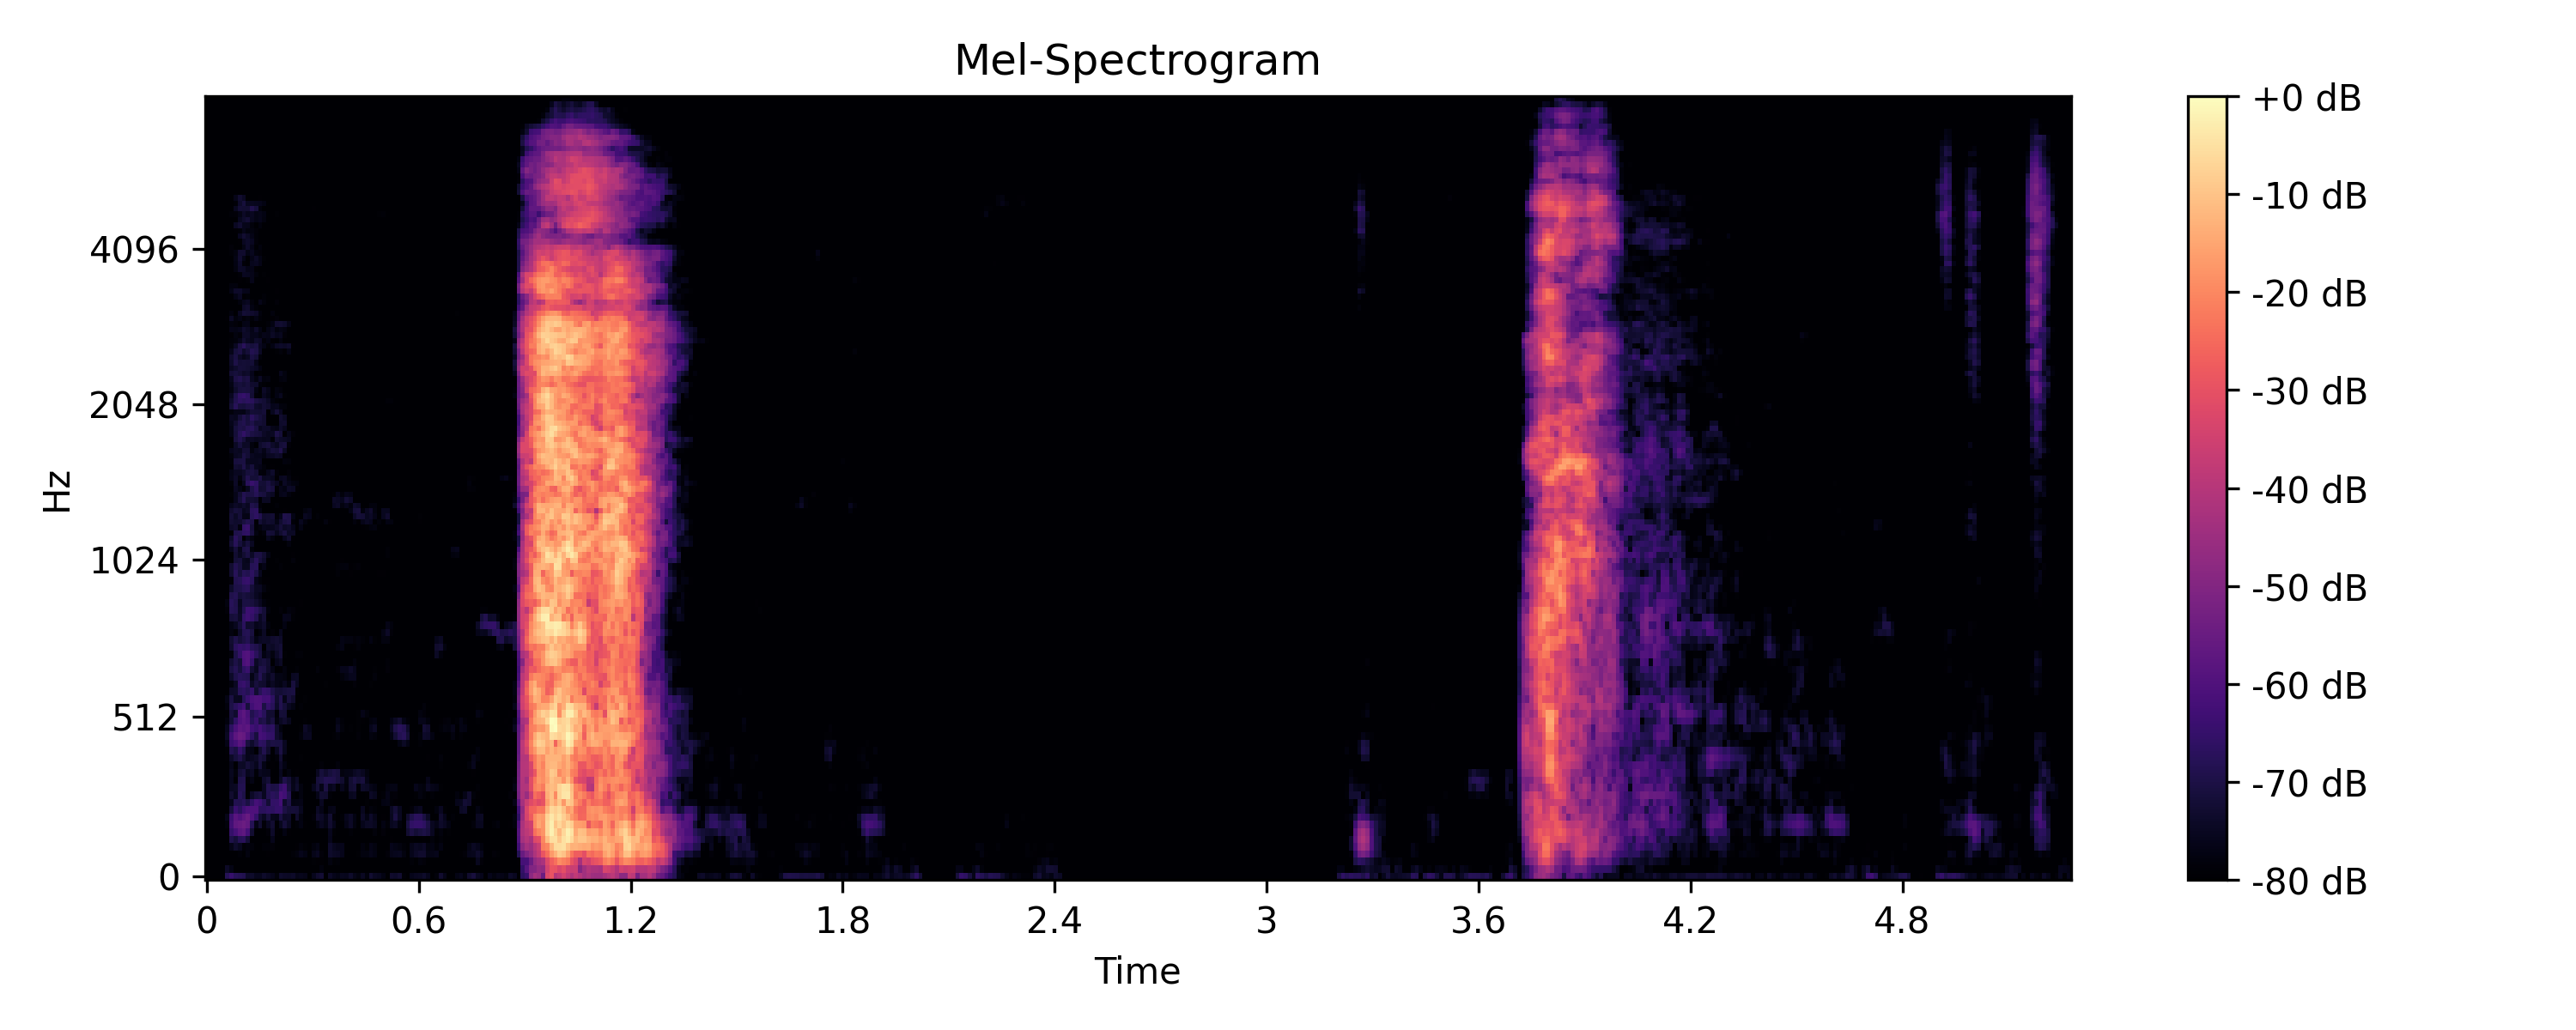 Mel-Spectrogram
Hz
4096
2048
1024
512
0
0 0.6 1.2 1.8 2.4 3 3.6 4.2 4.8
Time
+0 dB
-10 dB
-20 dB
-30 dB
-40 dB
-50 dB
-60 dB
-70 dB
-80 dB